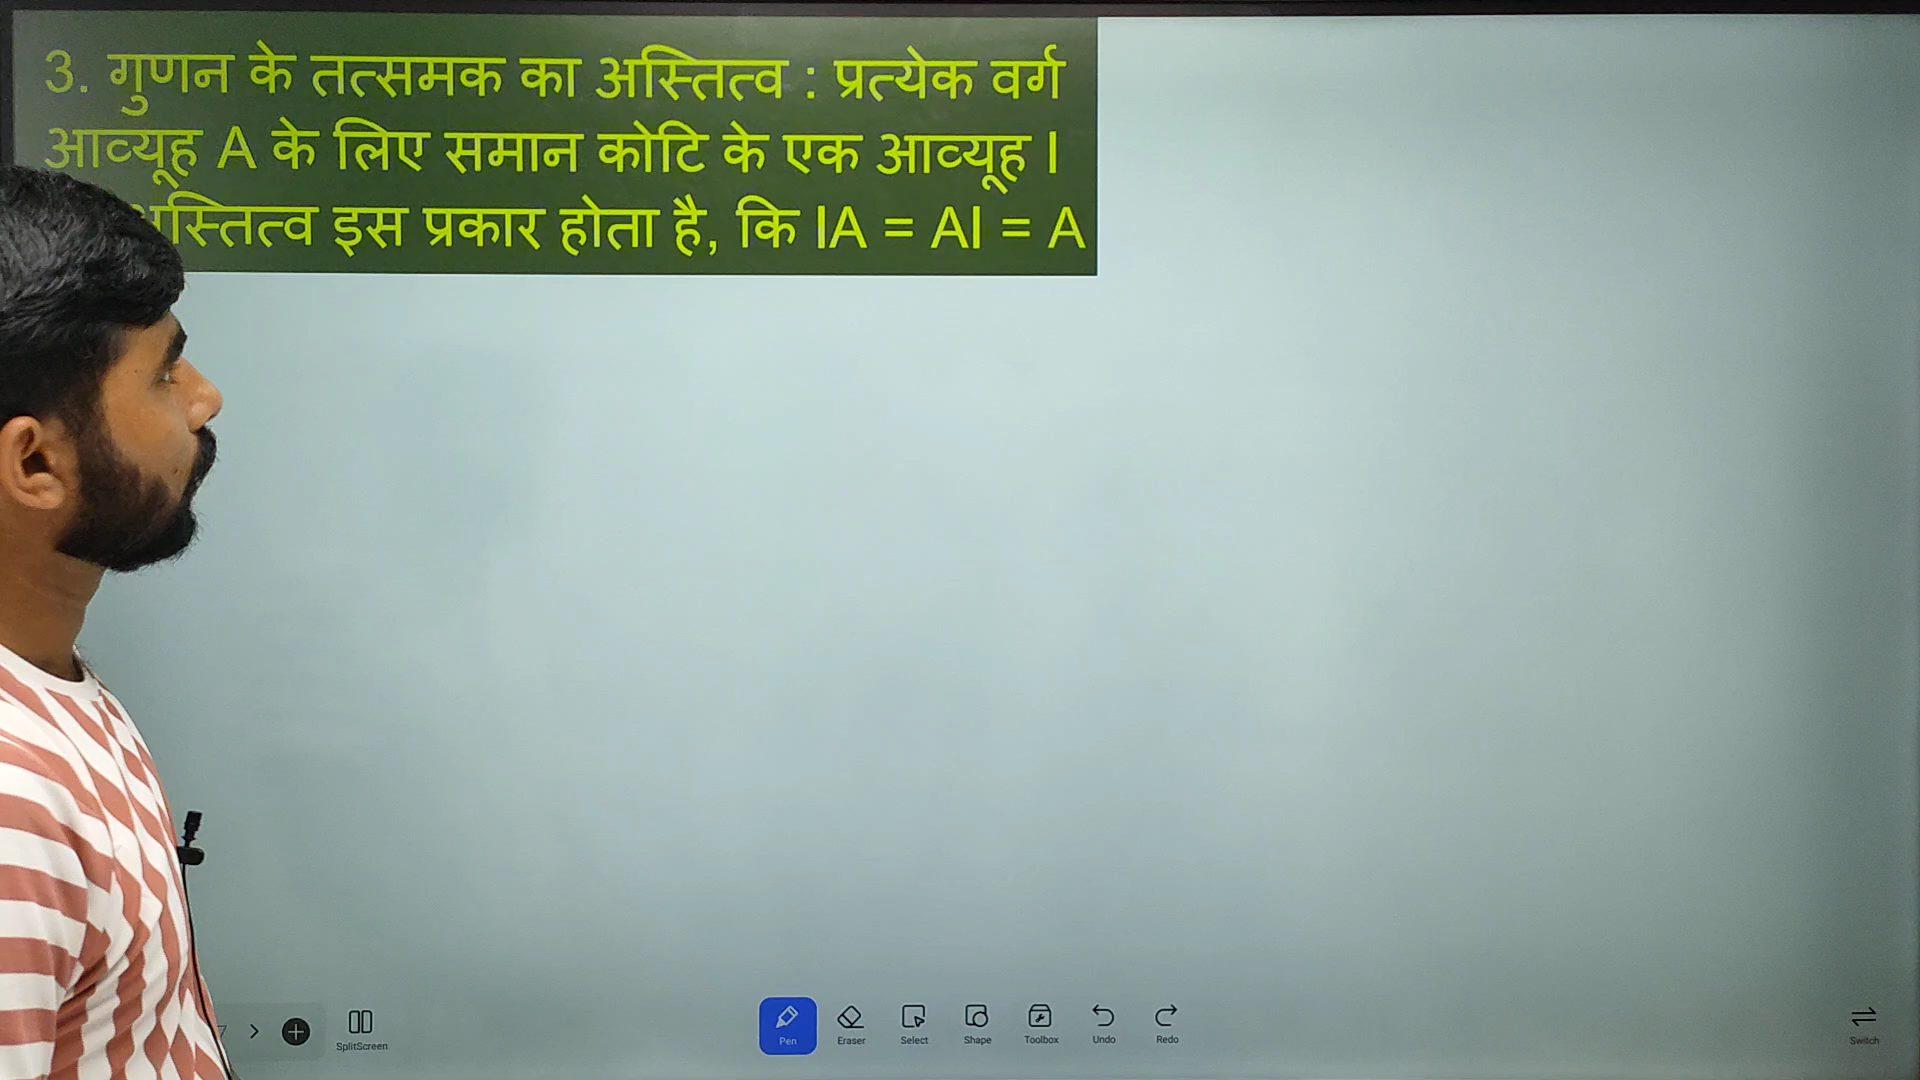 3. गुणन के तत्समक का अस्तित्व : प्रत्येक वर्ग
आव्यूह A के लिए समान कोटि के एक आव्यूह I
इस प्रकार होता है, कि IA = AI = A
SplitScreen
Pen
Eraser
Select
Shape
Toolbox
Undo
Redo
Switch